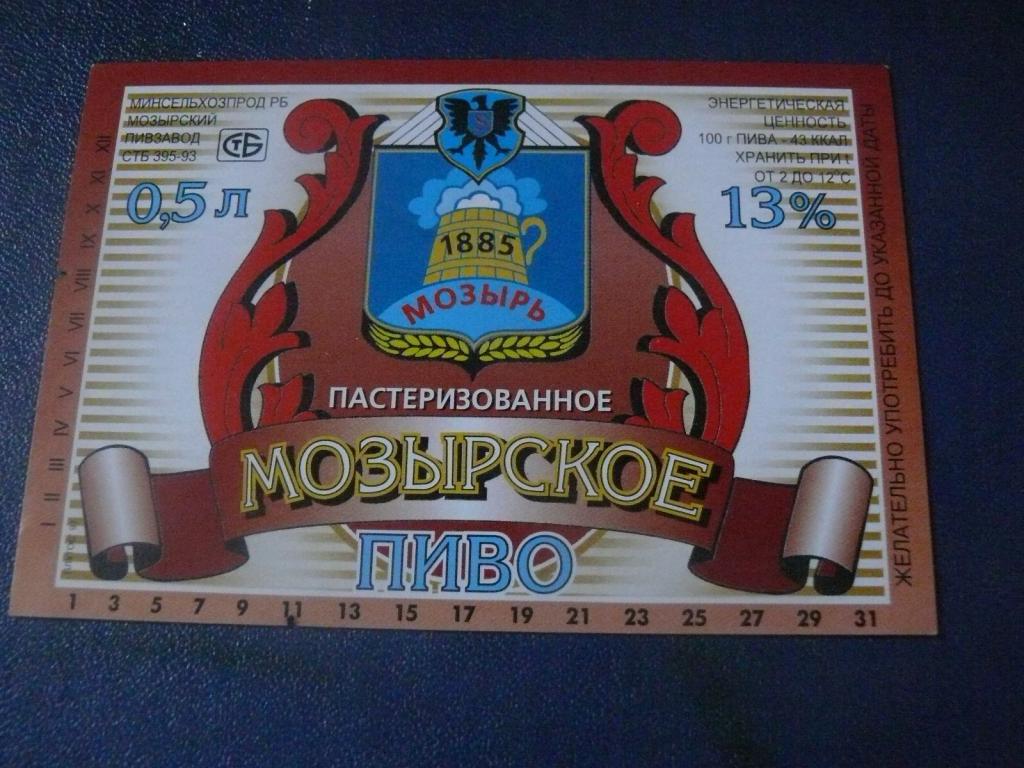 МИНСЕЛЬХОЗПРОД РБ
МОЗЫРСКИЙ
ПИВЗАВОД
СТБ 395-93
СТБ
0,5 л
ЭНЕРГЕТИЧЕСКАЯ
ЦЕННОСТЬ
100 г ПИВА - 43 ККАЛ
ХРАНИТЬ ПРИ t
ОТ 2 ДО 12°С
13%
1885
МОЗЫРЬ
ПАСТЕРИЗОВАННОЕ
МОЗЫРСКОЕ
ПИВО
I II III IV V VI VII VIII IX X XI XII
1 3 5 7 9 11 13 15 17 19 21 23 25 27 29 31
ЖЕЛАТЕЛЬНО УПОТРЕБИТЬ ДО УКАЗАННОЙ ДАТЫ